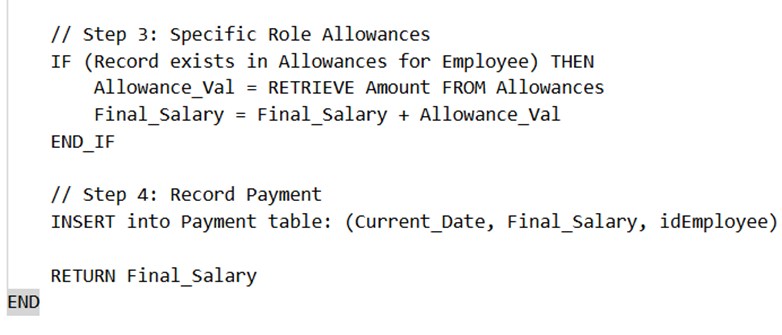 // Step 3: Specific Role Allowances
IF (Record exists in Allowances for Employee) THEN
Allowance_Val = RETRIEVE Amount FROM Allowances
Final_Salary = Final_Salary + Allowance_Val
END_IF
// Step 4: Record Payment
INSERT into Payment table: (Current_Date, Final_Salary, idEmployee)
RETURN Final_Salary
END